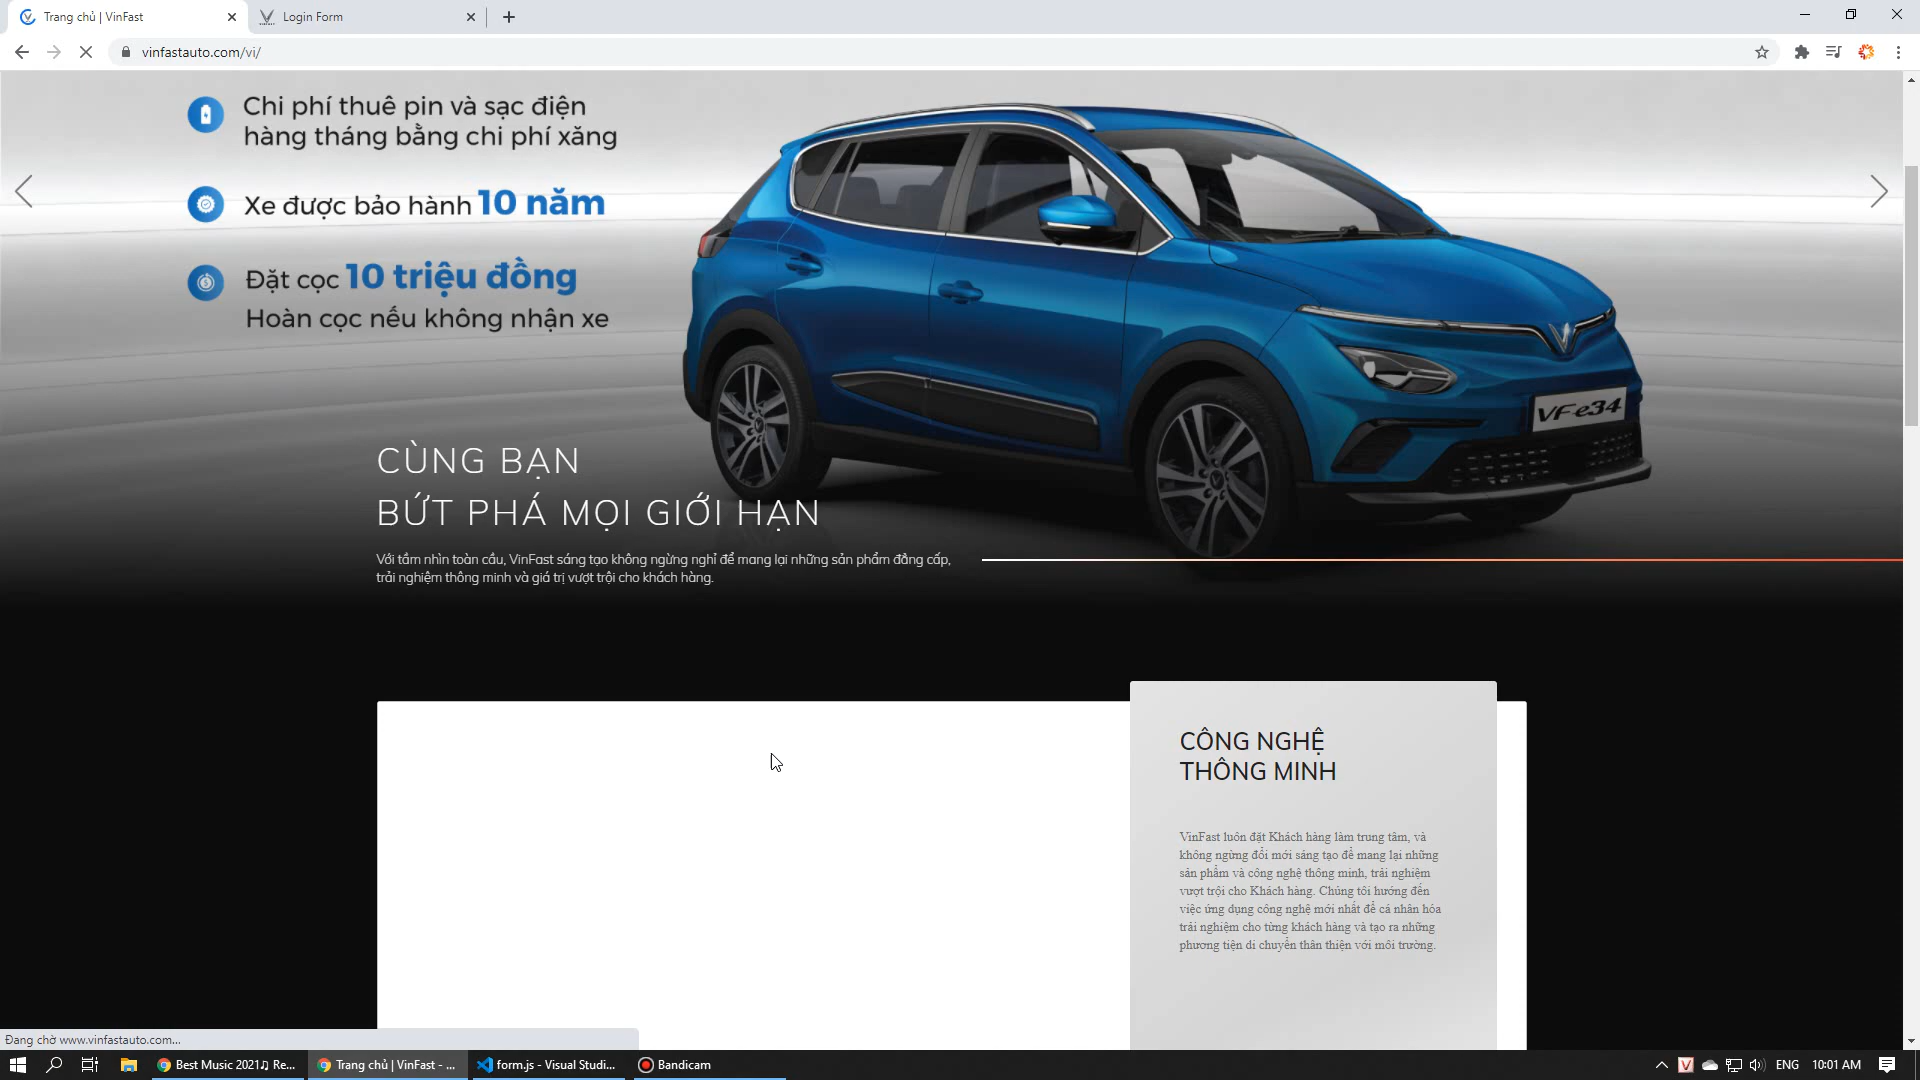 Trang chủ | VinFast
Login Form
vinfastauto.com/vi/
Chi phí thuê pin và sạc điện
hàng tháng bằng chi phí xăng
Xe được bảo hành 10 năm
Đặt cọc 10 triệu đồng
Hoàn cọc nếu không nhận xe
VF e34
CÙNG BẠN
BỨT PHÁ MỌI GIỚI HẠN
Với tầm nhìn toàn cầu, VinFast sáng tạo không ngừng nghỉ để mang lại những sản phẩm đẳng cấp,
trải nghiệm thông minh và giá trị vượt trội cho khách hàng.
CÔNG NGHỆ
THÔNG MINH
VinFast luôn đặt Khách hàng làm trung tâm, và
không ngừng đổi mới sáng tạo để mang lại những
sản phẩm và công nghệ thông minh, trải nghiệm
vượt trội cho Khách hàng. Chúng tôi hướng đến
việc ứng dụng công nghệ mới nhất để cá nhân hóa
trải nghiệm cho từng khách hàng và tạo ra những
phương tiện di chuyển thân thiện với môi trường.
Đang chờ www.vinfastauto.com...
Best Music 2021♫ Re...
Trang chủ | VinFast - ...
form.js - Visual Studi...
Bandicam
ENG
10:01 AM